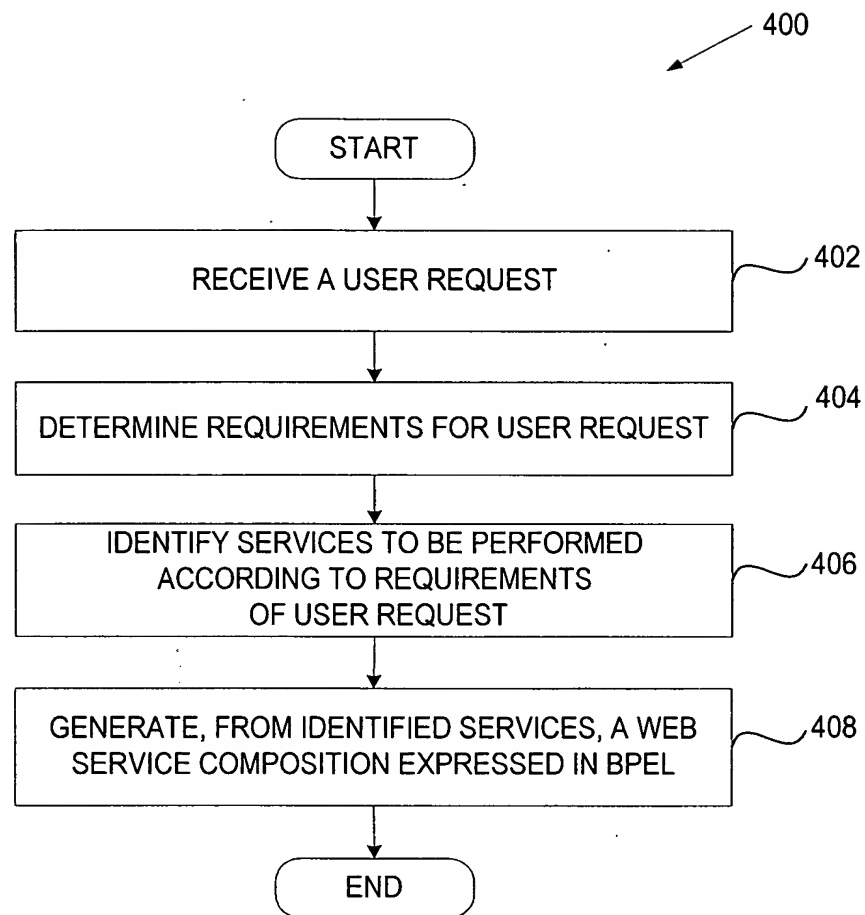 400
START
RECEIVE A USER REQUEST
402
DETERMINE REQUIREMENTS FOR USER REQUEST
404
IDENTIFY SERVICES TO BE PERFORMED
ACCORDING TO REQUIREMENTS
OF USER REQUEST
406
GENERATE, FROM IDENTIFIED SERVICES, A WEB
SERVICE COMPOSITION EXPRESSED IN BPEL
408
END